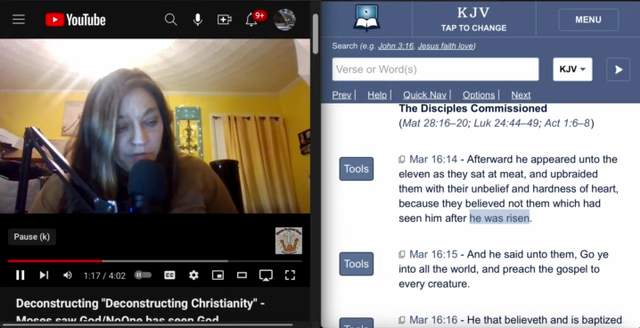 YouTube
9+
Pause (k)
1:17 / 4:02
CC
Deconstructing "Deconstructing Christianity" -
Moses saw God/NoOne has seen God
KJV
TAP TO CHANGE
MENU
Search (e.g. John 3:16, Jesus faith love)
Verse or Word(s)
KJV
Prev | Help | Quick Nav | Options | Next
The Disciples Commissioned
(Mat 28:16–20; Luk 24:44–49; Act 1:6–8)
Tools
Mar 16:14 - Afterward he appeared unto the
eleven as they sat at meat, and upbraided
them with their unbelief and hardness of heart,
because they believed not them which had
seen him after he was risen.
Tools
Mar 16:15 - And he said unto them, Go ye
into all the world, and preach the gospel to
every creature.
Tools
Mar 16:16 - He that believeth and is baptized